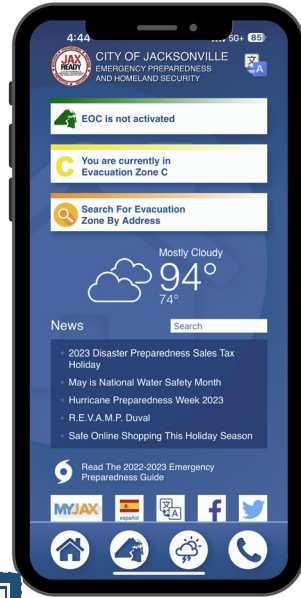 4:44
5G+ 85
JAX
READY
CITY OF JACKSONVILLE
EMERGENCY PREPAREDNESS
AND HOMELAND SECURITY
文
A
EOC is not activated
C
You are currently in
Evacuation Zone C
Search For Evacuation
Zone By Address
Mostly Cloudy
94°
74°
News
Search
2023 Disaster Preparedness Sales Tax
Holiday
May is National Water Safety Month
Hurricane Preparedness Week 2023
R.E.V.A.M.P. Duval
Safe Online Shopping This Holiday Season
Read The 2022-2023 Emergency
Preparedness Guide
MYJAX
español
文
A
f